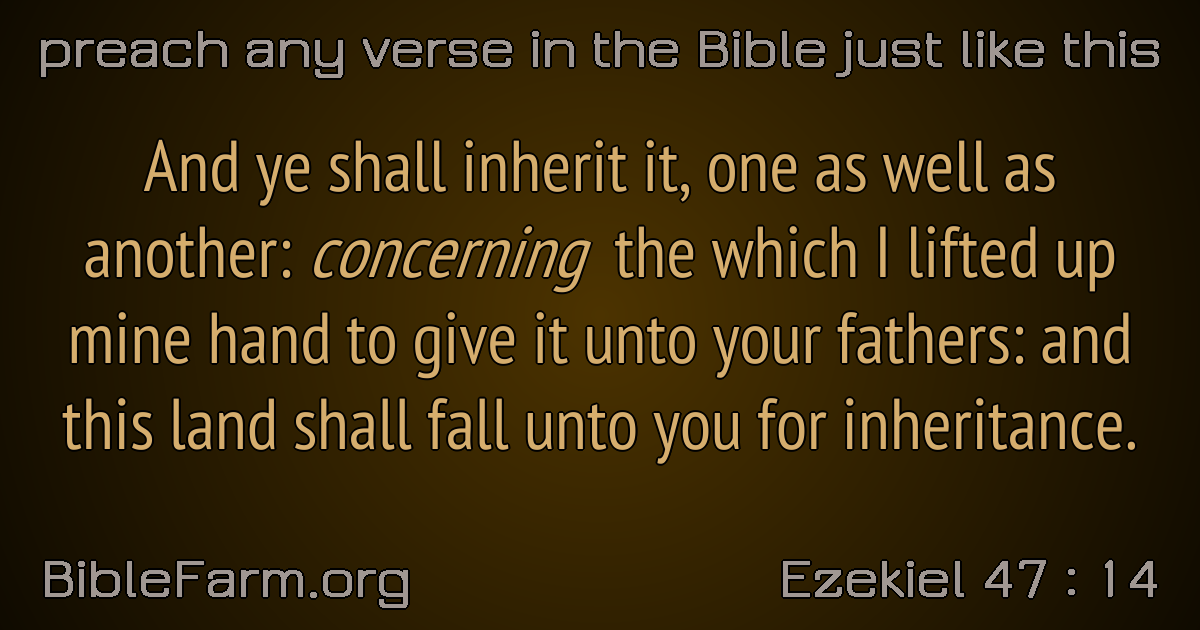 preach any verse in the Bible just like this
And ye shall inherit it, one as well as
another: concerning the which I lifted up
mine hand to give it unto your fathers: and
this land shall fall unto you for inheritance.
BibleFarm.org
Ezekiel 47 : 14